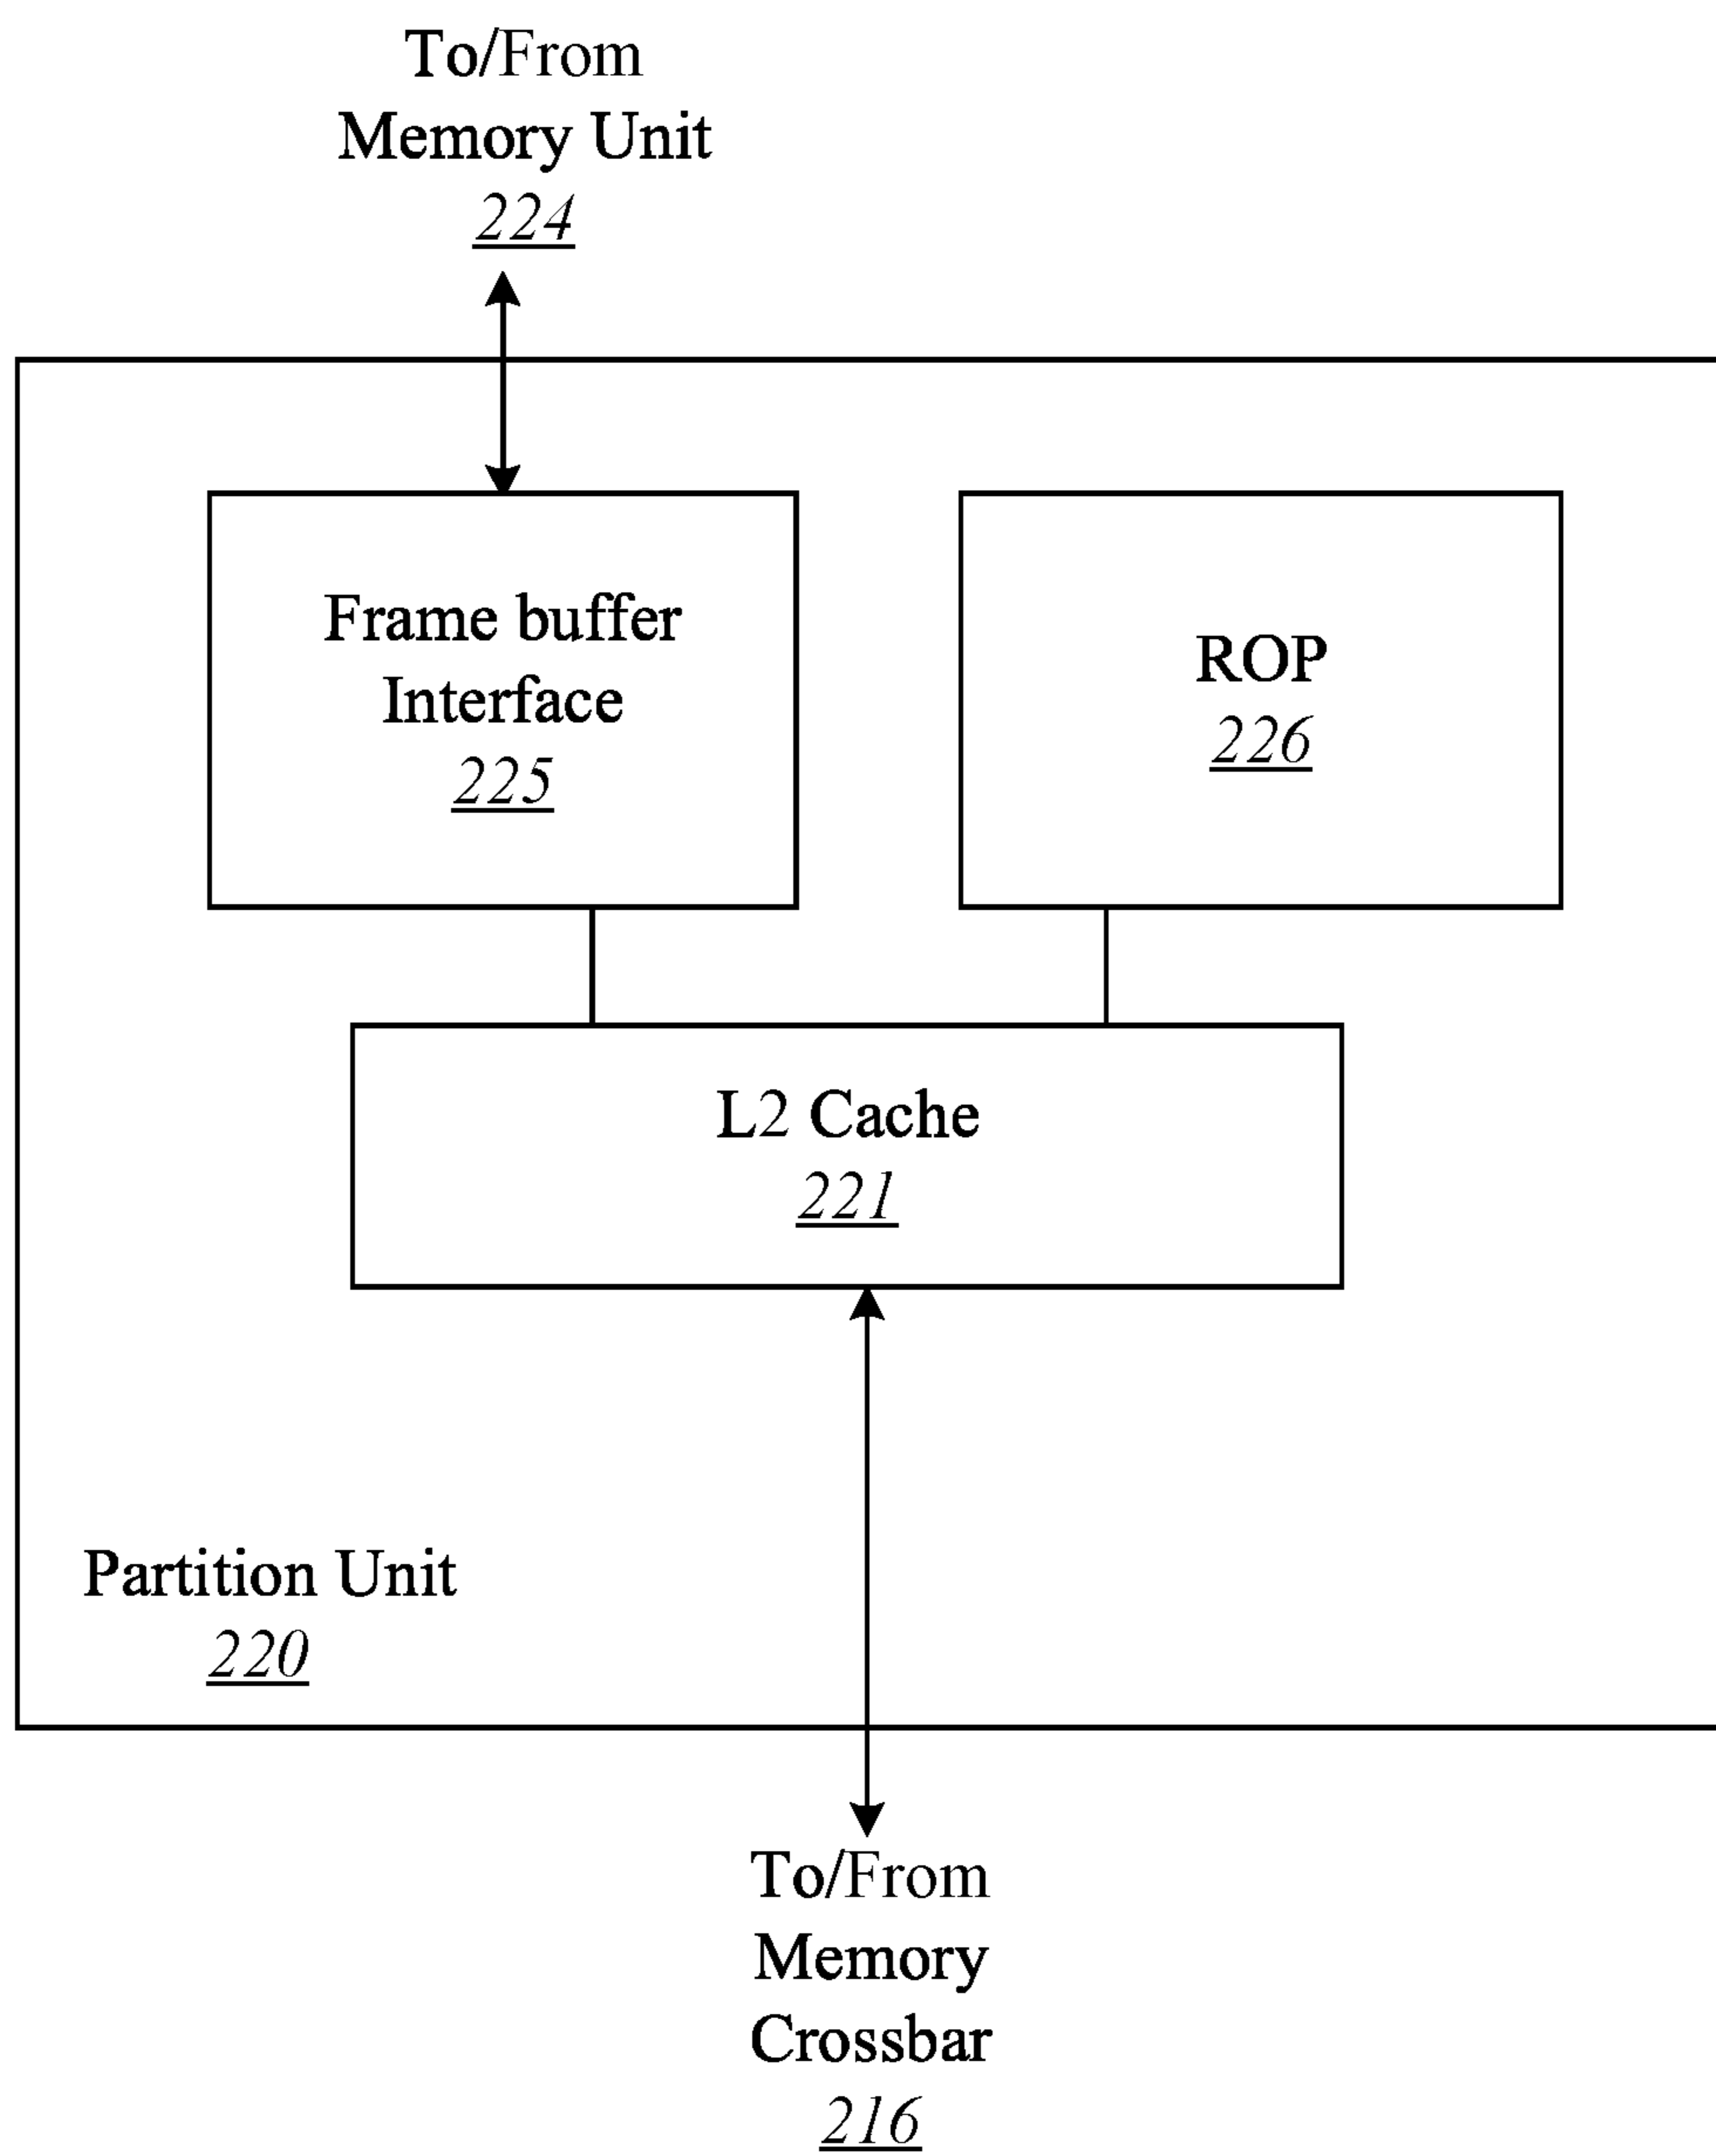 To/From
Memory Unit
224
Frame buffer
Interface
225
ROP
226
L2 Cache
221
Partition Unit
220
To/From
Memory
Crossbar
216